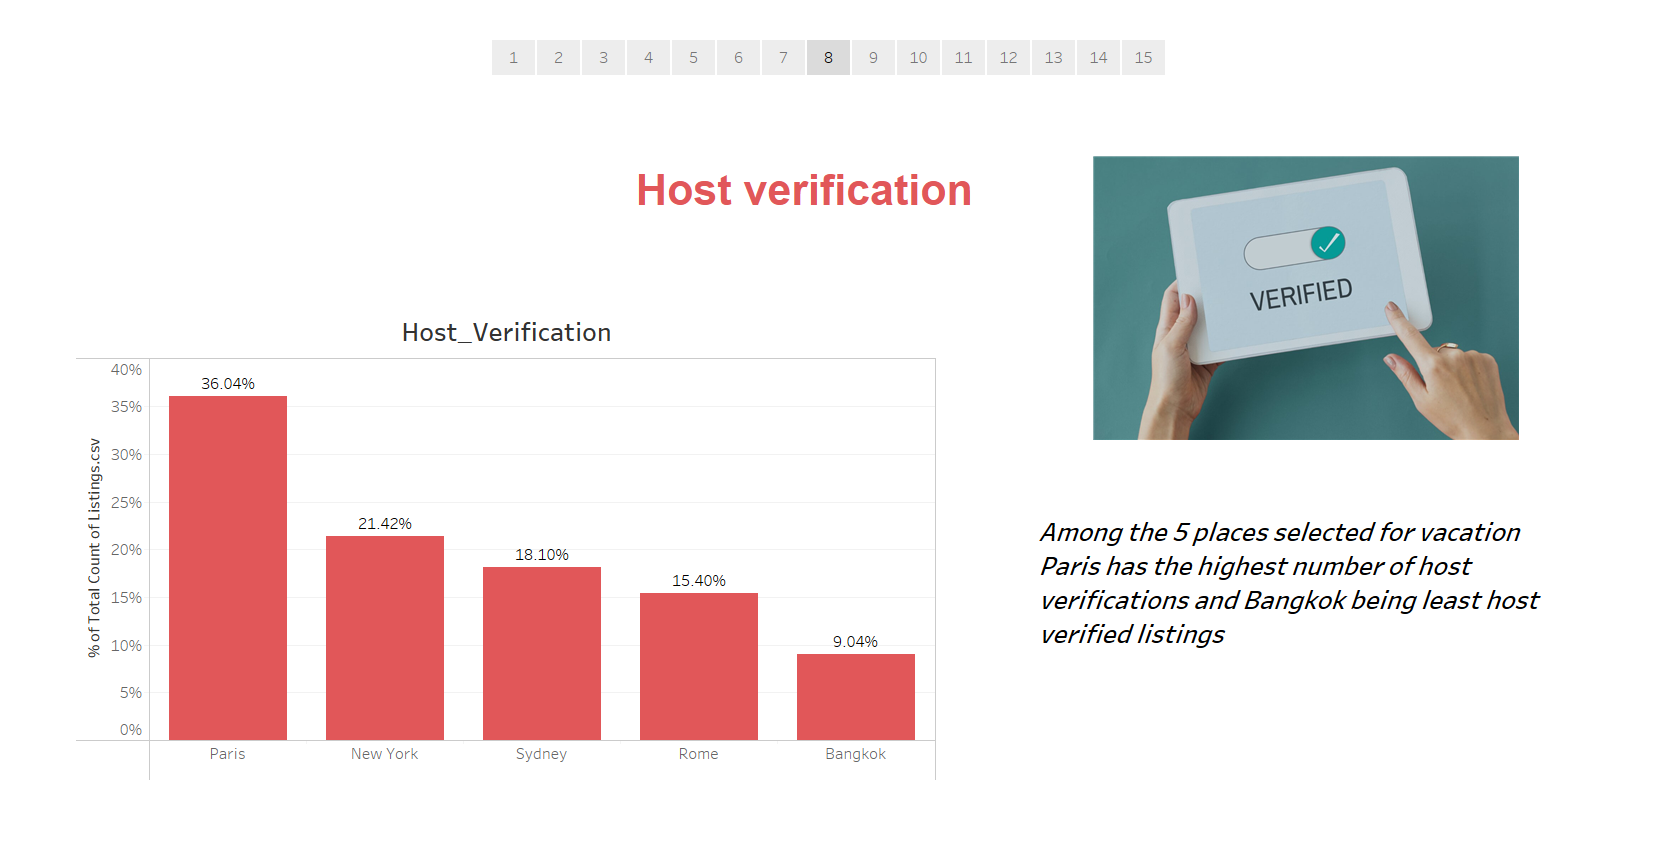 1 2 3 4 5 6 7 8 9 10 11 12 13 14 15
Host verification
VERIFIED
Host_Verification
% of Total Count of Listings.csv
40%
35%
30%
25%
20%
15%
10%
5%
0%
36.04%
21.42%
18.10%
15.40%
9.04%
Paris New York Sydney Rome Bangkok
Among the 5 places selected for vacation
Paris has the highest number of host
verifications and Bangkok being least host
verified listings